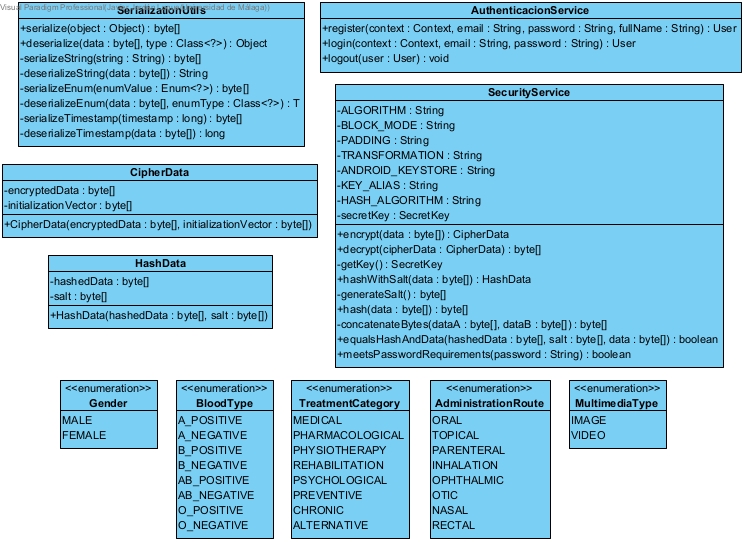 Visual Paradigm Professional(Ja
idad de Málaga))
SerializationUtils
+serialize(object : Object) : byte[]
+deserialize(data : byte[], type : Class<?>) : Object
-serializeString(string : String) : byte[]
-deserializeString(data : byte[]) : String
-serializeEnum(enumValue : Enum<?>) : byte[]
-deserializeEnum(data : byte[], enumType : Class<?>) : T
-serializeTimestamp(timestamp : long) : byte[]
-deserializeTimestamp(data : byte[]) : long
AuthenticacionService
+register(context : Context, email : String, password : String, fullName : String) : User
+login(context : Context, email : String, password : String) : User
+logout(user : User) : void
SecurityService
-ALGORITHM : String
-BLOCK_MODE : String
-PADDING : String
-TRANSFORMATION : String
-ANDROID_KEYSTORE : String
-KEY_ALIAS : String
-HASH_ALGORITHM : String
-secretKey : SecretKey
+encrypt(data : byte[]) : CipherData
+decrypt(cipherData : CipherData) : byte[]
-getKey() : SecretKey
+hashWithSalt(data : byte[]) : HashData
-generateSalt() : byte[]
+hash(data : byte[]) : byte[]
-concatenateBytes(dataA : byte[], dataB : byte[]) : byte[]
+equalsHashAndData(hashedData : byte[], salt : byte[], data : byte[]) : boolean
+meetsPasswordRequirements(password : String) : boolean
CipherData
-encryptedData : byte[]
-initializationVector : byte[]
+CipherData(encryptedData : byte[], initializationVector : byte[])
HashData
-hashedData : byte[]
-salt : byte[]
+HashData(hashedData : byte[], salt : byte[])
<<enumeration>>
Gender
MALE
FEMALE
<<enumeration>>
BloodType
A_POSITIVE
A_NEGATIVE
B_POSITIVE
B_NEGATIVE
AB_POSITIVE
AB_NEGATIVE
O_POSITIVE
O_NEGATIVE
<<enumeration>>
TreatmentCategory
MEDICAL
PHARMACOLOGICAL
PHYSIOTHERAPY
REHABILITATION
PSYCHOLOGICAL
PREVENTIVE
CHRONIC
ALTERNATIVE
<<enumeration>>
AdministrationRoute
ORAL
TOPICAL
PARENTERAL
INHALATION
OPHTHALMIC
OTIC
NASAL
RECTAL
<<enumeration>>
MultimediaType
IMAGE
VIDEO